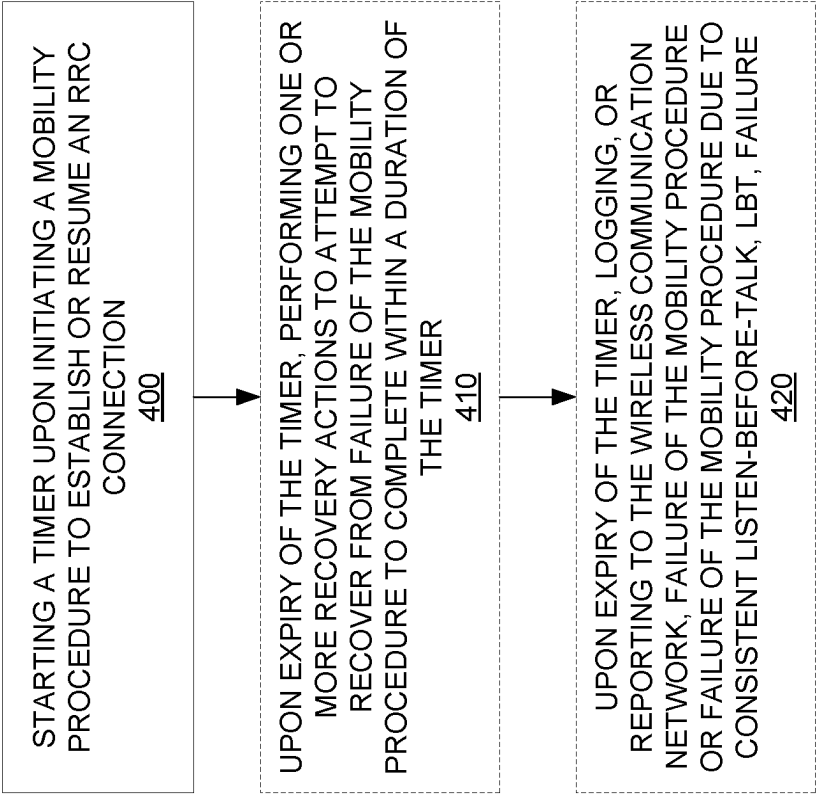 STARTING A TIMER UPON INITIATING A MOBILITY
PROCEDURE TO ESTABLISH OR RESUME AN RRC
CONNECTION
400
UPON EXPIRY OF THE TIMER, PERFORMING ONE OR
MORE RECOVERY ACTIONS TO ATTEMPT TO
RECOVER FROM FAILURE OF THE MOBILITY
PROCEDURE TO COMPLETE WITHIN A DURATION OF
THE TIMER
410
UPON EXPIRY OF THE TIMER, LOGGING, OR
REPORTING TO THE WIRELESS COMMUNICATION
NETWORK, FAILURE OF THE MOBILITY PROCEDURE
OR FAILURE OF THE MOBILITY PROCEDURE DUE TO
CONSISTENT LISTEN-BEFORE-TALK, LBT, FAILURE
420